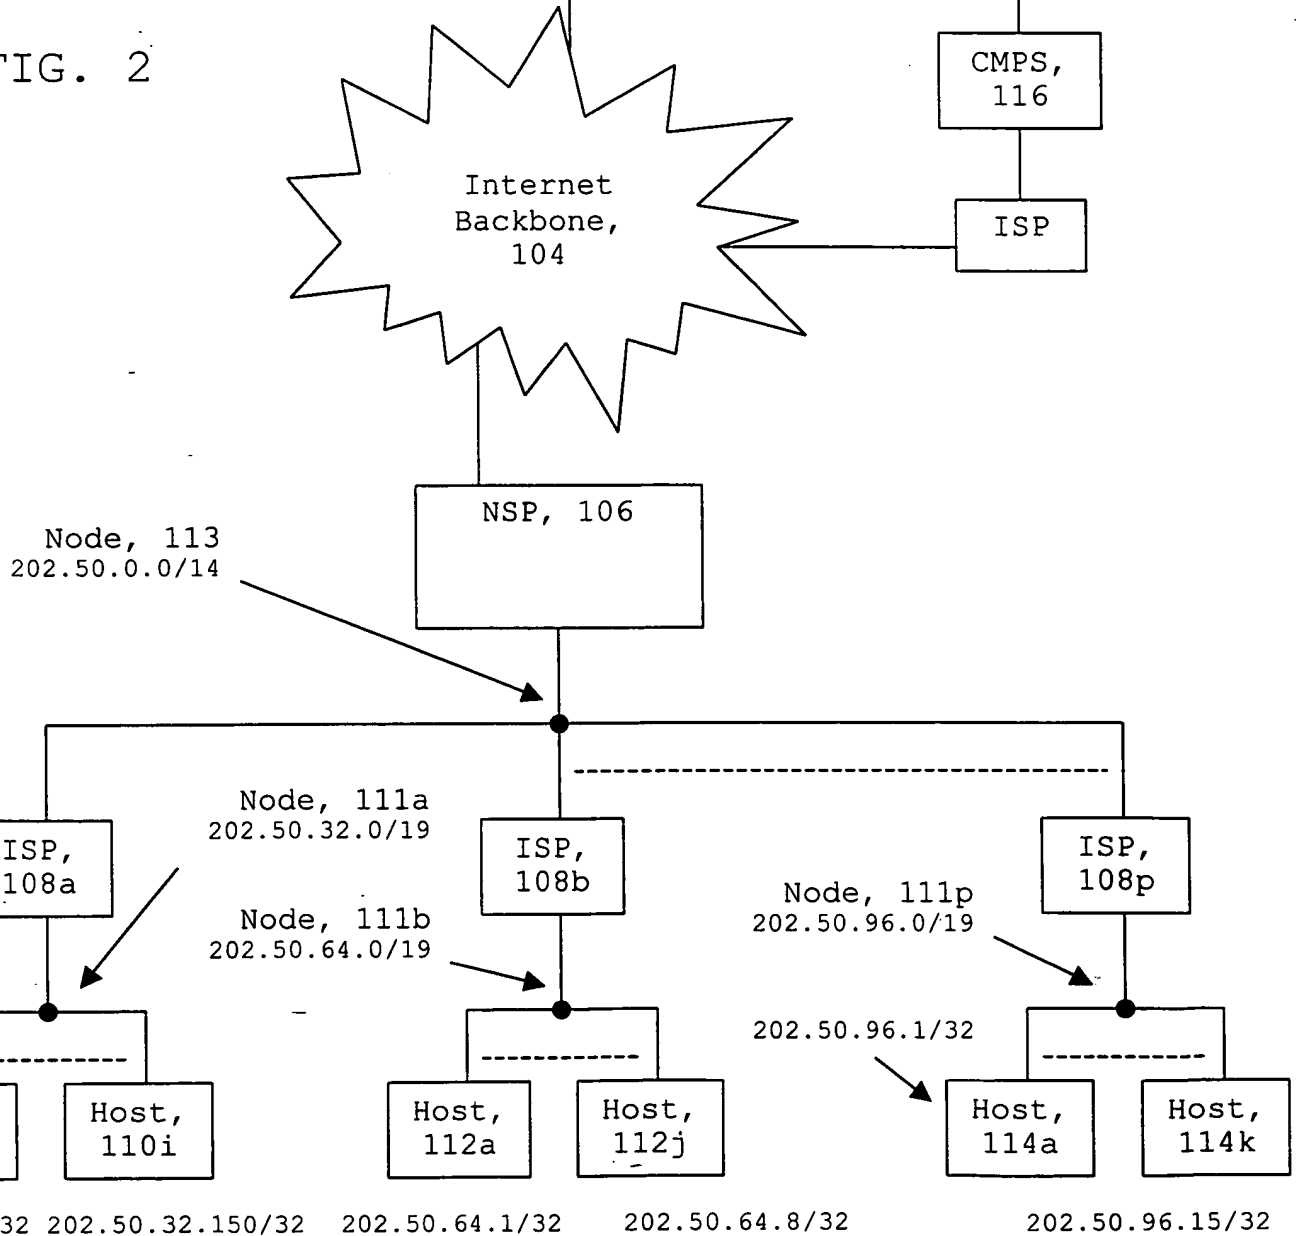 FIG. 2
CMPS,
116
Internet
Backbone,
104
ISP
NSP, 106
Node, 113
202.50.0.0/14
Node, 111a
202.50.32.0/19
ISP,
108a
ISP,
108b
ISP,
108p
Node, 111b
202.50.64.0/19
Node, 111p
202.50.96.0/19
202.50.96.1/32
Host,
110i
Host,
112a
Host,
112j
Host,
114a
Host,
114k
32 202.50.32.150/32 202.50.64.1/32 202.50.64.8/32 202.50.96.15/32